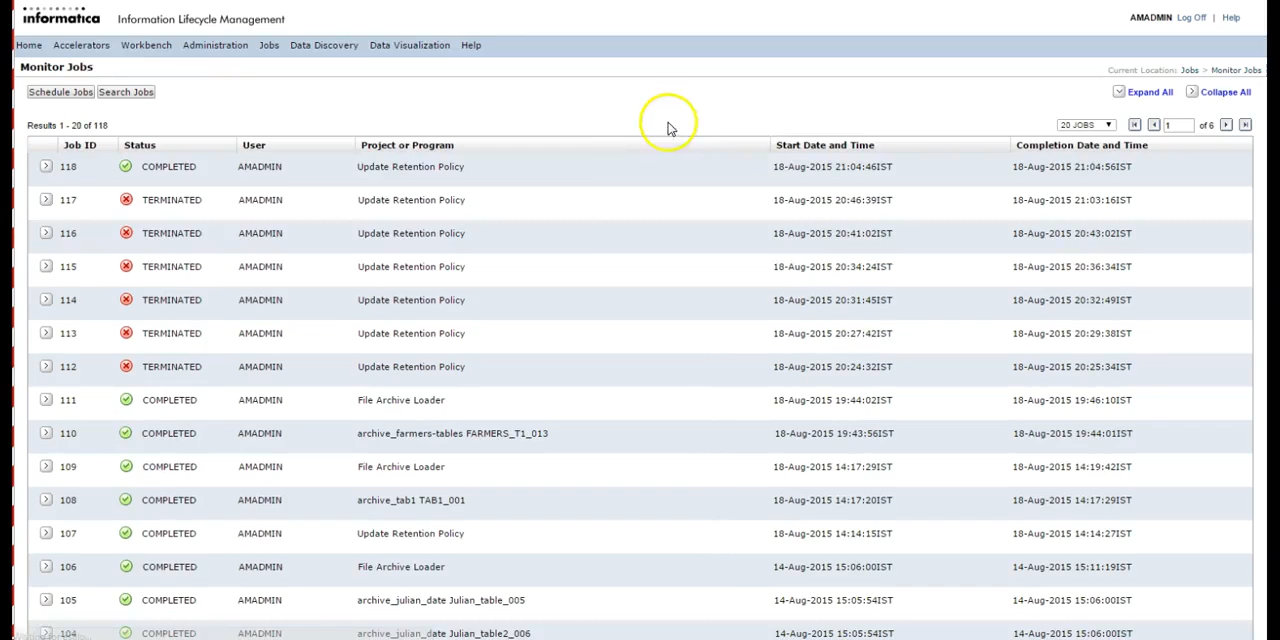 informatica Information Lifecycle Management
AMADMIN Log Off | Help
Home Accelerators Workbench Administration Jobs Data Discovery Data Visualization Help
Monitor Jobs
Current Location: Jobs > Monitor Jobs
Schedule Jobs Search Jobs Expand All Collapse All
Results 1 - 20 of 118 20 JOBS 1 of 6
Job ID Status User Project or Program Start Date and Time Completion Date and Time
118 COMPLETED AMADMIN Update Retention Policy 18-Aug-2015 21:04:46IST 18-Aug-2015 21:04:56IST
117 TERMINATED AMADMIN Update Retention Policy 18-Aug-2015 20:46:39IST 18-Aug-2015 21:03:16IST
116 TERMINATED AMADMIN Update Retention Policy 18-Aug-2015 20:41:02IST 18-Aug-2015 20:43:02IST
115 TERMINATED AMADMIN Update Retention Policy 18-Aug-2015 20:34:24IST 18-Aug-2015 20:36:34IST
114 TERMINATED AMADMIN Update Retention Policy 18-Aug-2015 20:31:45IST 18-Aug-2015 20:32:49IST
113 TERMINATED AMADMIN Update Retention Policy 18-Aug-2015 20:27:42IST 18-Aug-2015 20:29:38IST
112 TERMINATED AMADMIN Update Retention Policy 18-Aug-2015 20:24:32IST 18-Aug-2015 20:25:34IST
111 COMPLETED AMADMIN File Archive Loader 18-Aug-2015 19:44:02IST 18-Aug-2015 19:46:10IST
110 COMPLETED AMADMIN archive_farmers-tables FARMERS_T1_013 18-Aug-2015 19:43:56IST 18-Aug-2015 19:44:01IST
109 COMPLETED AMADMIN File Archive Loader 18-Aug-2015 14:17:29IST 18-Aug-2015 14:19:42IST
108 COMPLETED AMADMIN archive_tab1 TAB1_001 18-Aug-2015 14:17:20IST 18-Aug-2015 14:17:29IST
107 COMPLETED AMADMIN Update Retention Policy 18-Aug-2015 14:14:15IST 18-Aug-2015 14:14:27IST
106 COMPLETED AMADMIN File Archive Loader 14-Aug-2015 15:06:00IST 14-Aug-2015 15:11:19IST
105 COMPLETED AMADMIN archive_julian_date Julian_table_005 14-Aug-2015 15:05:54IST 14-Aug-2015 15:06:00IST
104 COMPLETED AMADMIN archive_julian_date Julian_table2_006 14-Aug-2015 15:05:54IST 14-Aug-2015 15:06:00IST